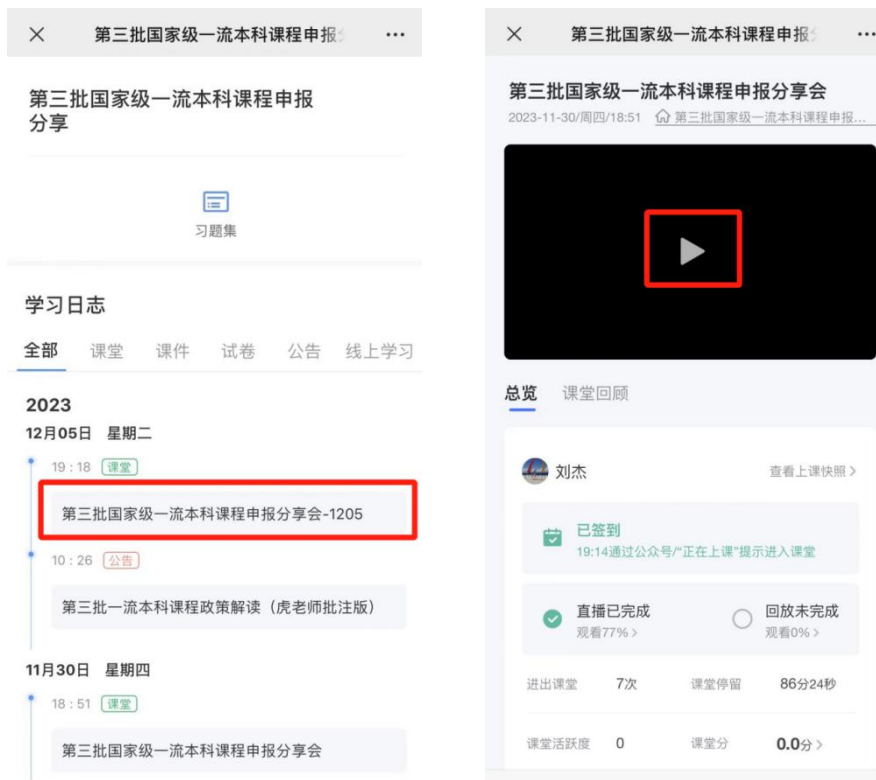 第三批国家级一流本科课程申报
第三批国家级一流本科课程申报
分享
习题集
学习日志
全部 课堂 课件 试卷 公告 线上学习
2023
12月05日 星期二
19:18 课堂
第三批国家级一流本科课程申报分享会-1205
10:26 公告
第三批一流本科课程政策解读（虎老师批注版）
11月30日 星期四
18:51 课堂
第三批国家级一流本科课程申报分享会
第三批国家级一流本科课程申报
第三批国家级一流本科课程申报分享会
2023-11-30/周四/18:51 第三批国家级一流本科课程申报...
总览 课堂回顾
刘杰 查看上课快照 >
已签到
19:14通过公众号/“正在上课”提示进入课堂
直播已完成 回放未完成
观看77% > 观看0% >
进出课堂 7次 课堂停留 86分24秒
课堂活跃度 0 课堂分 0.0分 >